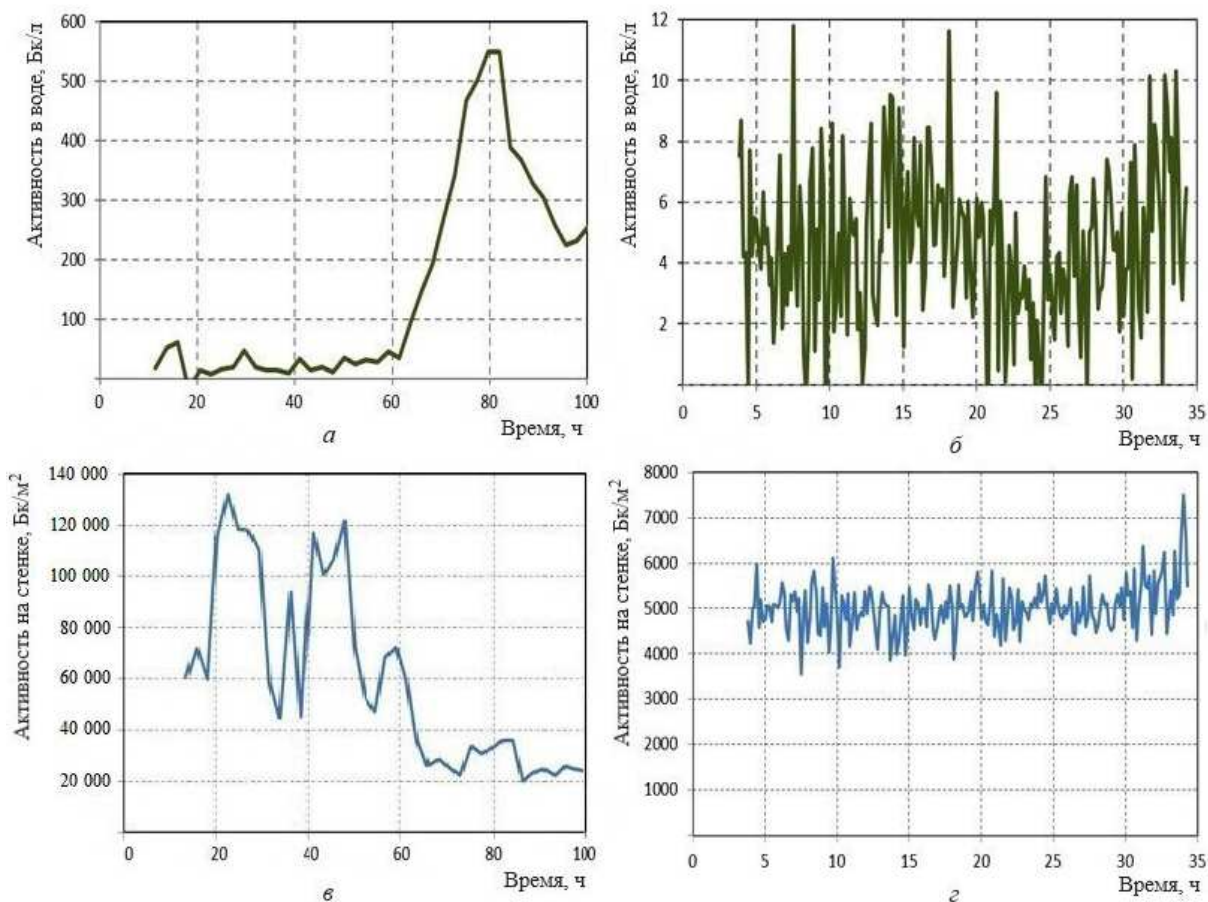 Активность в воде, Бк/л
600
500
400
300
200
100
0 20 40 60 80 100
Время, ч
а
Активность в воде, Бк/л
12
10
8
6
4
2
0 5 10 15 20 25 30 35
Время, ч
б
Активность на стенке, Бк/м²
140 000
120 000
100 000
80 000
60 000
40 000
20 000
0 20 40 60 80 100
Время, ч
в
Активность на стенке, Бк/м²
8000
7000
6000
5000
4000
3000
2000
1000
0 5 10 15 20 25 30 35
Время, ч
г